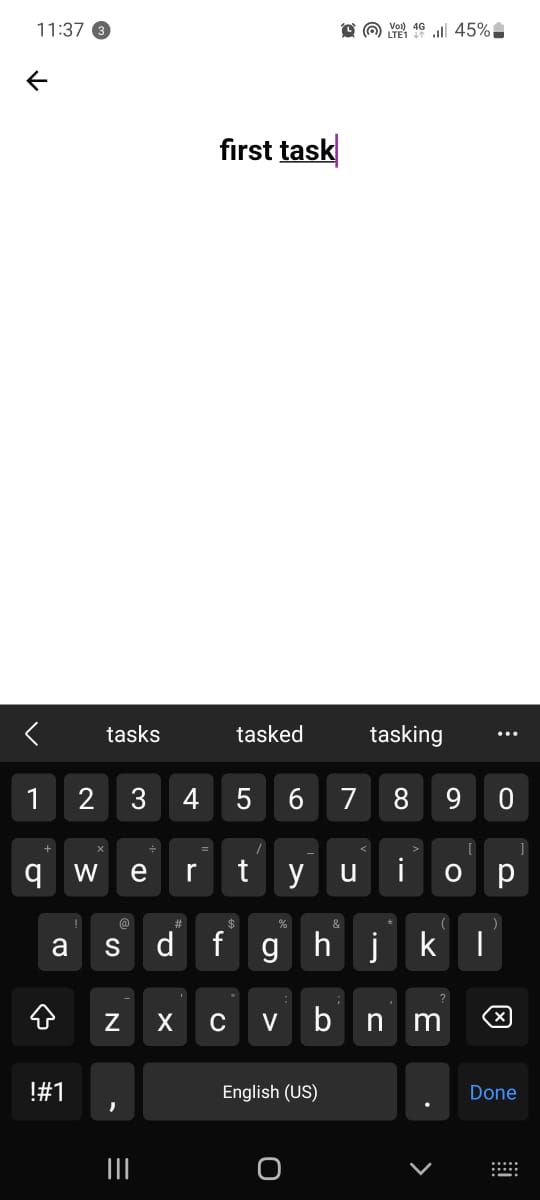 11:37 3 Vo)) LTE1 4G 45%
first task
tasks tasked tasking
1 2 3 4 5 6 7 8 9 0
+ × ÷ = / _ < > [ ]
q w e r t y u i o p
! @ # $ % & * ( )
a s d f g h j k l
- ' " : ; , ?
z x c v b n m
!#1 , English (US) . Done